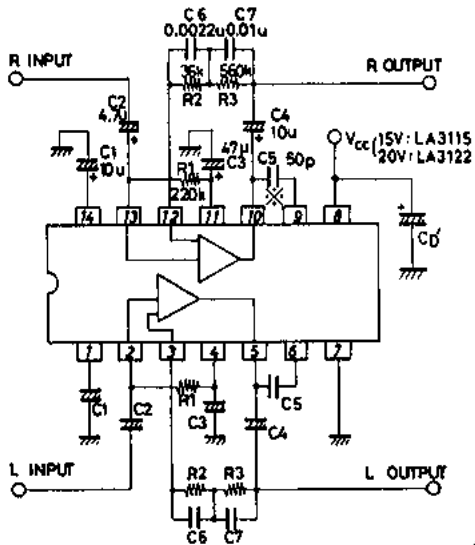 C6 C7
0.0022u 0.01u
R INPUT
R OUTPUT
36k 560k
R2 R3
C2
4.7u
C4
10u
C1
10u
47μ
C3
R1
220k
C5 50p
Vcc (15V: LA3115
20V: LA3122
CD'
14 13 12 11 10 9 8
1 2 3 4 5 6 7
C1 C2 R1 C3 C5 C4
L INPUT
L OUTPUT
R2 R3
C6 C7